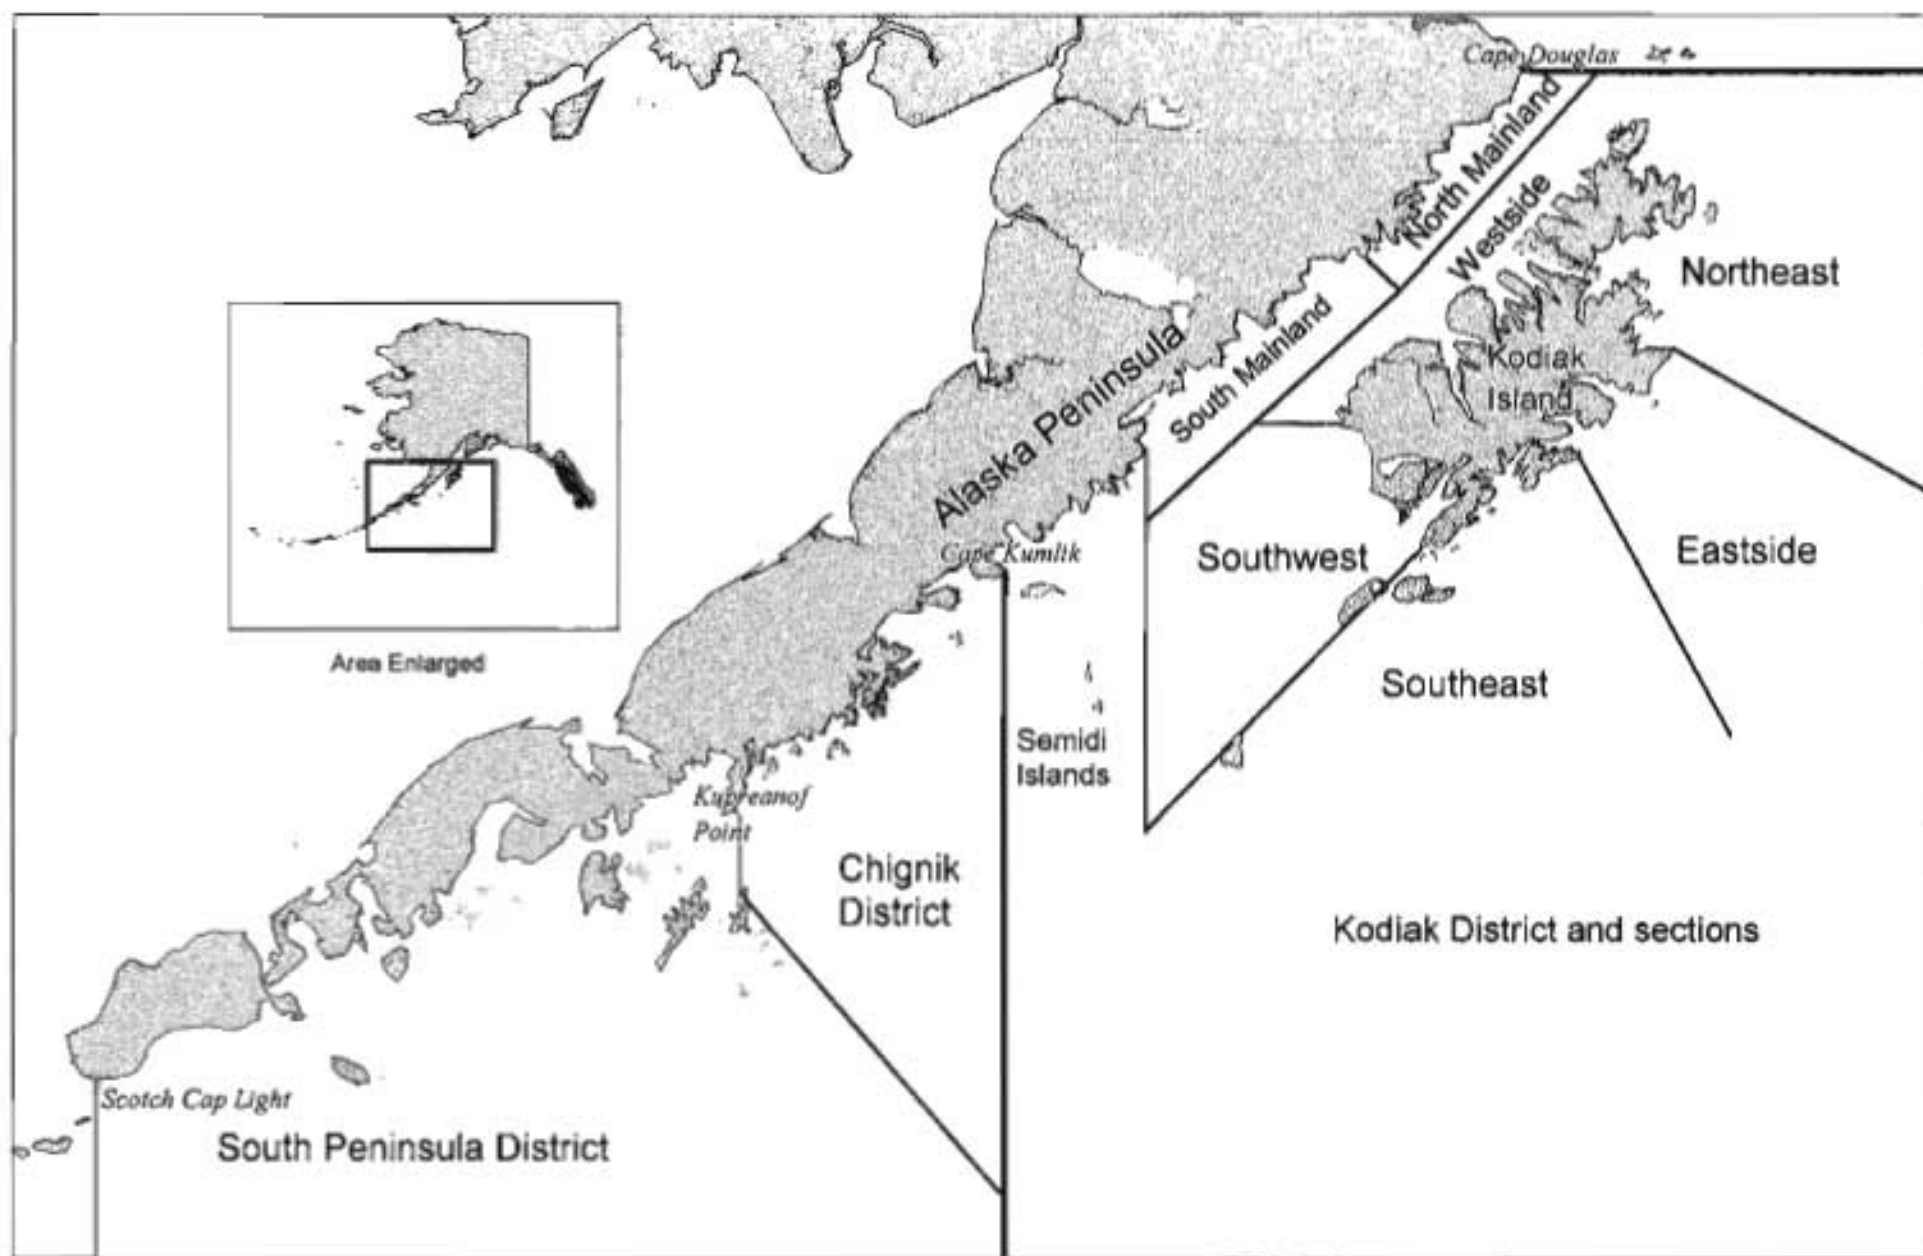 Cape Douglas
North Mainland
Westside
Northeast
Kodiak
Island
South Mainland
Alaska Peninsula
Cape Kumlik
Southwest
Eastside
Area Enlarged
Southeast
Semidi
Islands
Kupreanof
Point
Chignik
District
Kodiak District and sections
Scotch Cap Light
South Peninsula District